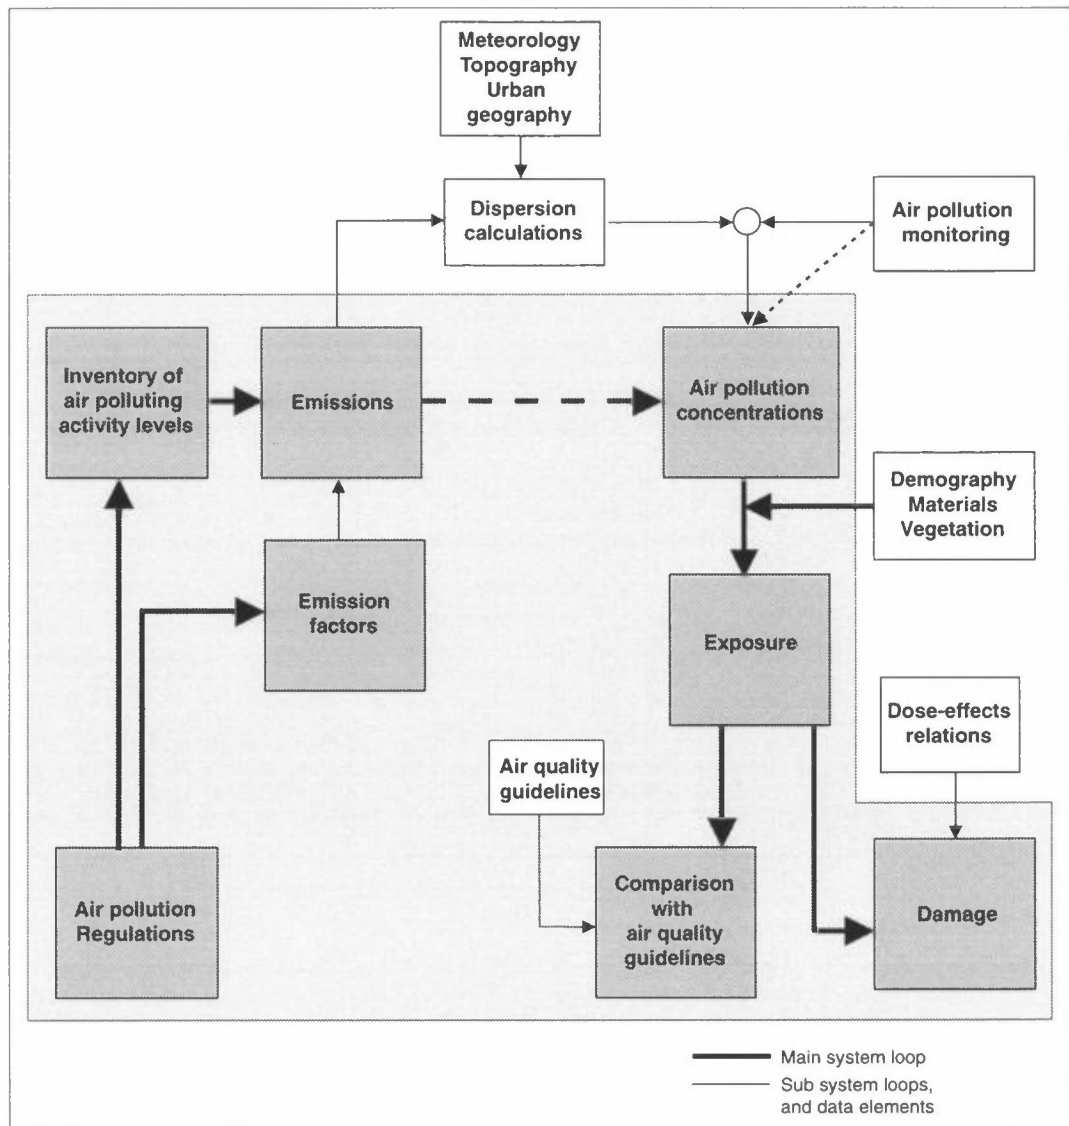 Meteorology
Topography
Urban
geography
Dispersion
calculations
Air pollution
monitoring
Inventory of
air polluting
activity levels
Emissions
Air pollution
concentrations
Demography
Materials
Vegetation
Emission
factors
Exposure
Dose-effects
relations
Air quality
guidelines
Air pollution
Regulations
Comparison
with
air quality
guidelines
Damage
Main system loop
Sub system loops,
and data elements